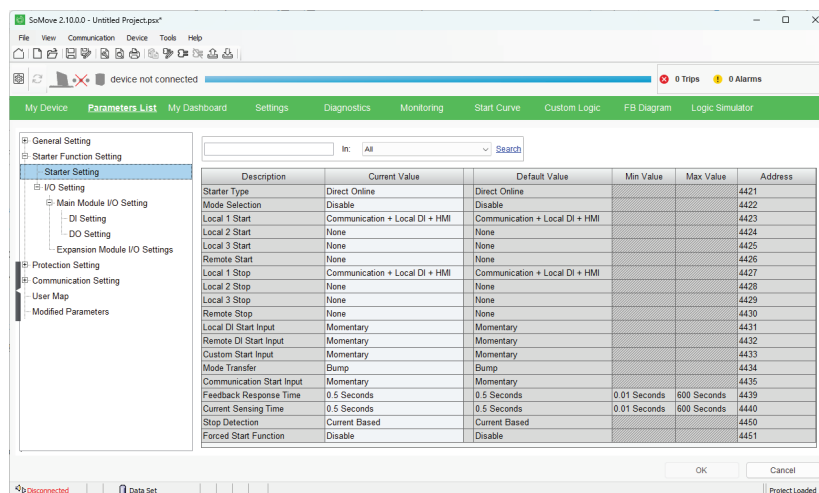 SoMove 2.10.0.0 - Untitled Project.psx*
File View Communication Device Tools Help
device not connected
0 Trips 0 Alarms
My Device Parameters List My Dashboard Settings Diagnostics Monitoring Start Curve Custom Logic FB Diagram Logic Simulator
General Setting
Starter Function Setting
Starter Setting
I/O Setting
Main Module I/O Setting
DI Setting
DO Setting
Expansion Module I/O Settings
Protection Setting
Communication Setting
User Map
Modified Parameters
In: All Search
Description Current Value Default Value Min Value Max Value Address
Starter Type Direct Online Direct Online 4421
Mode Selection Disable Disable 4422
Local 1 Start Communication + Local DI + HMI Communication + Local DI + HMI 4423
Local 2 Start None None 4424
Local 3 Start None None 4425
Remote Start None None 4426
Local 1 Stop Communication + Local DI + HMI Communication + Local DI + HMI 4427
Local 2 Stop None None 4428
Local 3 Stop None None 4429
Remote Stop None None 4430
Local DI Start Input Momentary Momentary 4431
Remote DI Start Input Momentary Momentary 4432
Custom Start Input Momentary Momentary 4433
Mode Transfer Bump Bump 4434
Communication Start Input Momentary Momentary 4435
Feedback Response Time 0.5 Seconds 0.5 Seconds 0.01 Seconds 600 Seconds 4439
Current Sensing Time 0.5 Seconds 0.5 Seconds 0.01 Seconds 600 Seconds 4440
Stop Detection Current Based Current Based 4450
Forced Start Function Disable Disable 4451
OK Cancel
Disconnected Data Set Project Loaded